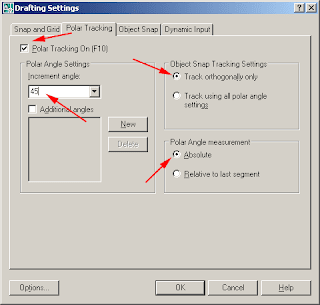 Drafting Settings
Snap and Grid
Polar Tracking
Object Snap
Dynamic Input
Polar Tracking On (F10)
Polar Angle Settings
Increment angle:
45
Additional angles
New
Delete
Object Snap Tracking Settings
Track orthogonally only
Track using all polar angle
settings
Polar Angle measurement
Absolute
Relative to last segment
Options...
OK
Cancel
Help